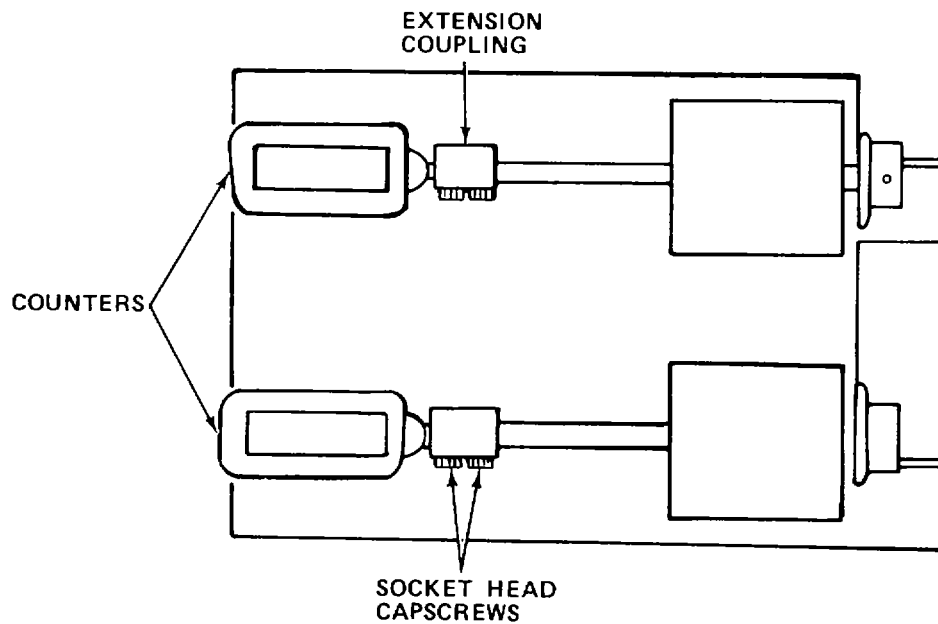 EXTENSION
COUPLING
COUNTERS
SOCKET HEAD
CAPSCREWS